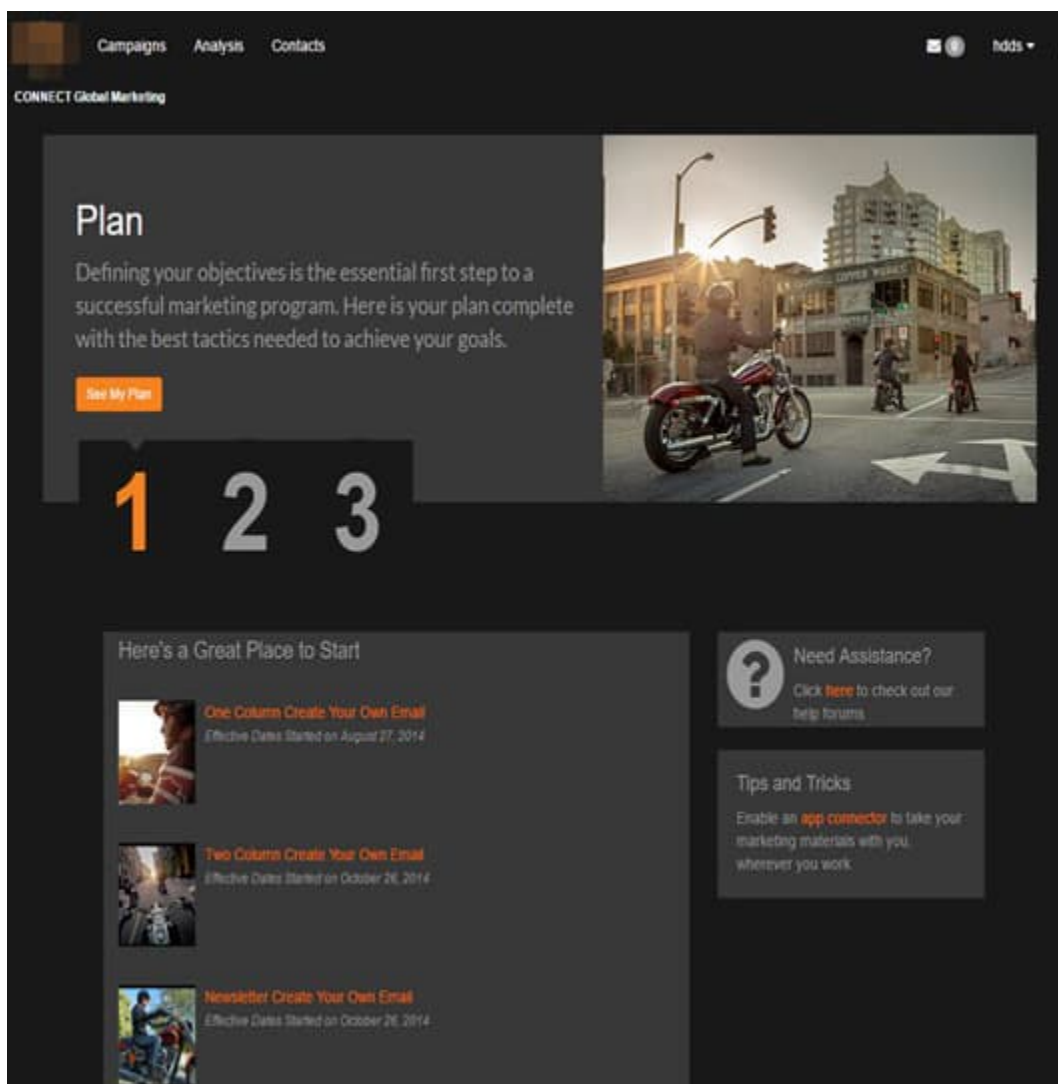 Campaigns Analysis Contacts
0 hdds
CONNECT Global Marketing
Plan
Defining your objectives is the essential first step to a
successful marketing program. Here is your plan complete
with the best tactics needed to achieve your goals.
See My Plan
1 2 3
Here's a Great Place to Start
One Column Create Your Own Email
Effective Dates Started on August 27, 2014
Two Column Create Your Own Email
Effective Dates Started on October 26, 2014
Newsletter Create Your Own Email
Effective Dates Started on October 26, 2014
?
Need Assistance?
Click here to check out our
help forums
Tips and Tricks
Enable an app connector to take your
marketing materials with you,
wherever you work